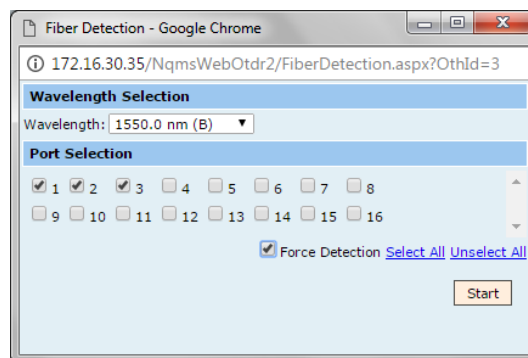 Fiber Detection - Google Chrome
172.16.30.35/NqmsWebOtdr2/FiberDetection.aspx?OthId=3
Wavelength Selection
Wavelength: 1550.0 nm (B)
Port Selection
1 2 3 4 5 6 7 8
9 10 11 12 13 14 15 16
Force Detection Select All Unselect All
Start